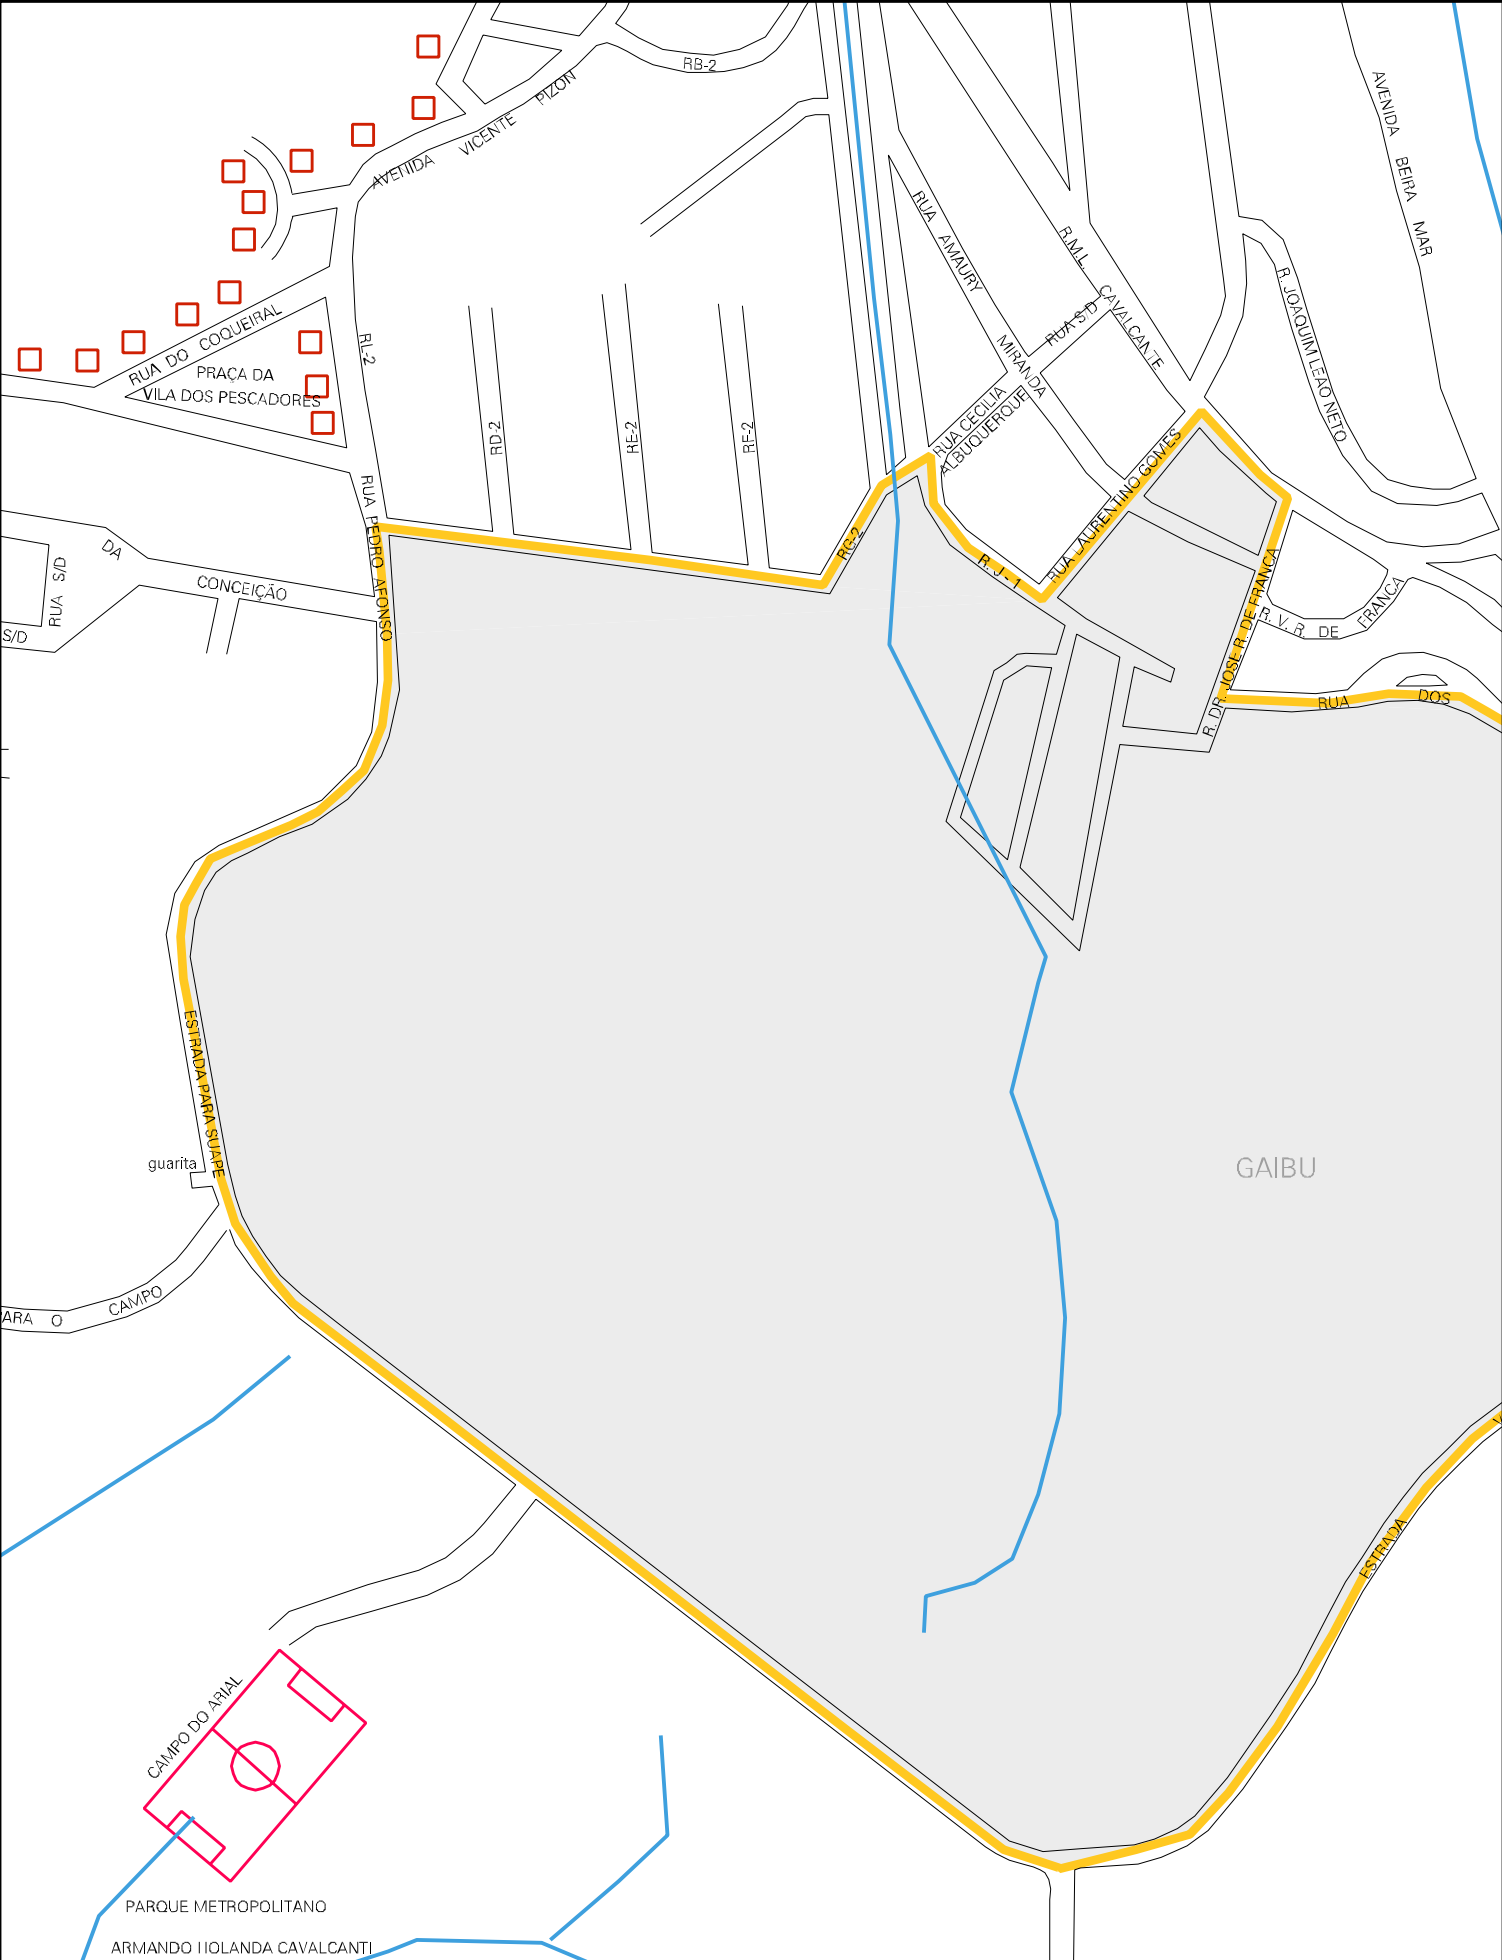 RB-2
AVENIDA VICENTE PIZON
AVENIDA BEIRA MAR
RUA AMAURY MIRANDA
R.M.L. CAVALCANTE
R. JOAQUIM LEAO NETO
RUA S/D
RUA DO COQUEIRAL
RL-2
PRAÇA DA
VILA DOS PESCADORES
RD-2
RE-2
RF-2
RUA CECILIA
ALBUQUERQUE
RUA LAURENTINO GOMES
RUA PEDRO AFONSO
RG-2
R. J - 1
DA CONCEIÇÃO
RUA S/D
S/D
R. DR. JOSE R. DE FRANCA
R. V. R. DE FRANCA
RUA DOS
ESTRADA PARA SUAPE
guarita
GAIBU
CAMPO
ARA O
ESTRADA
CAMPO DO ARIAL
PARQUE METROPOLITANO
ARMANDO HOLANDA CAVALCANTI